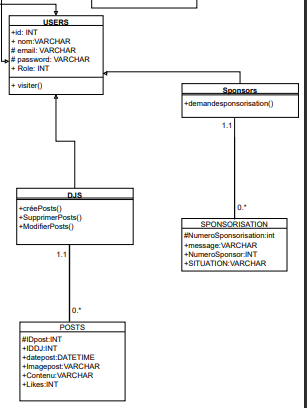 USERS
+id: INT
+ nom:VARCHAR
# email: VARCHAR
# password: VARCHAR
+ Role: INT
+ visiter()
Sponsors
+demandesponsorisation()
1.1
0.*
SPONSORISATION
#NumeroSponsorisation:int
+message:VARCHAR
+NumeroSponsor:INT
+SITUATION:VARCHAR
DJS
+créePosts()
+SupprimerPosts()
+ModifierPosts()
1.1
0.*
POSTS
#IDpost:INT
+IDDJ:INT
+datepost:DATETIME
+Imagepost:VARCHAR
+Contenu:VARCHAR
+Likes:INT